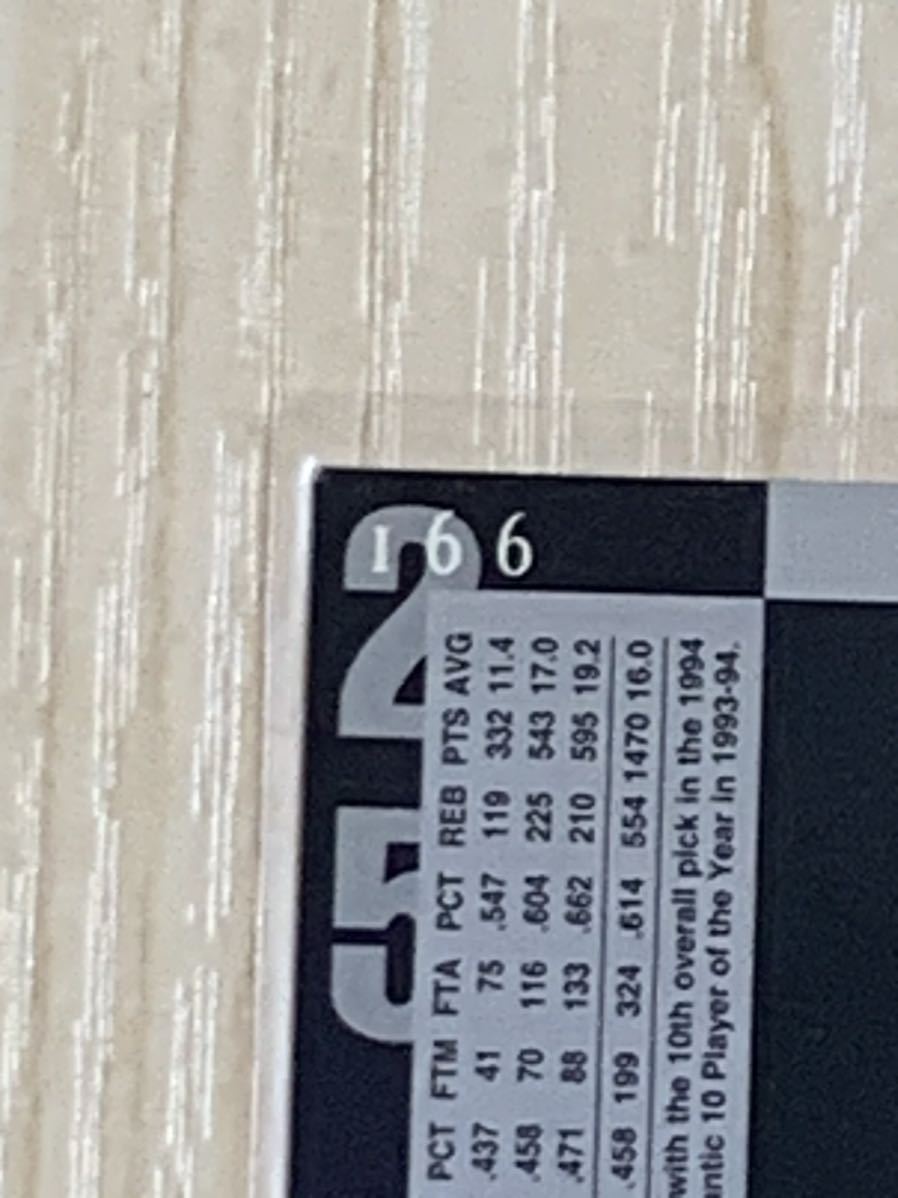 166
52
PCT FTM FTA PCT REB PTS AVG
.437 41 75 .547 119 332 11.4
.458 70 116 .604 225 543 17.0
.471 88 133 .662 210 595 19.2
.458 199 324 .614 554 1470 16.0
with the 10th overall pick in the 1994
ntic 10 Player of the Year in 1993-94.